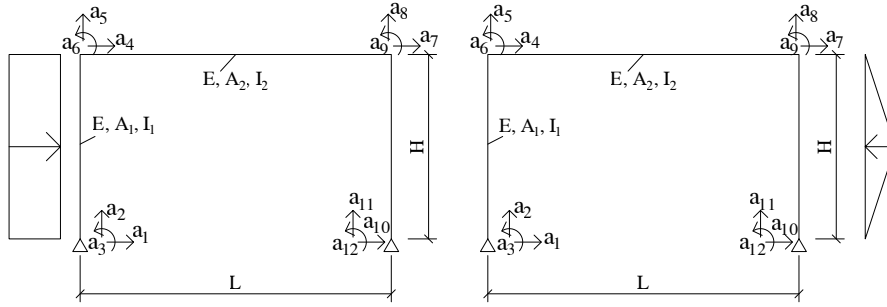 a₅ a₈ a₅ a₈
a₆ a₄ a₉ a₇ a₆ a₄ a₉ a₇
E, A₂, I₂ E, A₂, I₂
E, A₁, I₁ H E, A₁, I₁ H
a₂ a₁₁ a₂ a₁₁
a₃ a₁ a₁₂ a₁₀ a₃ a₁ a₁₂ a₁₀
L L